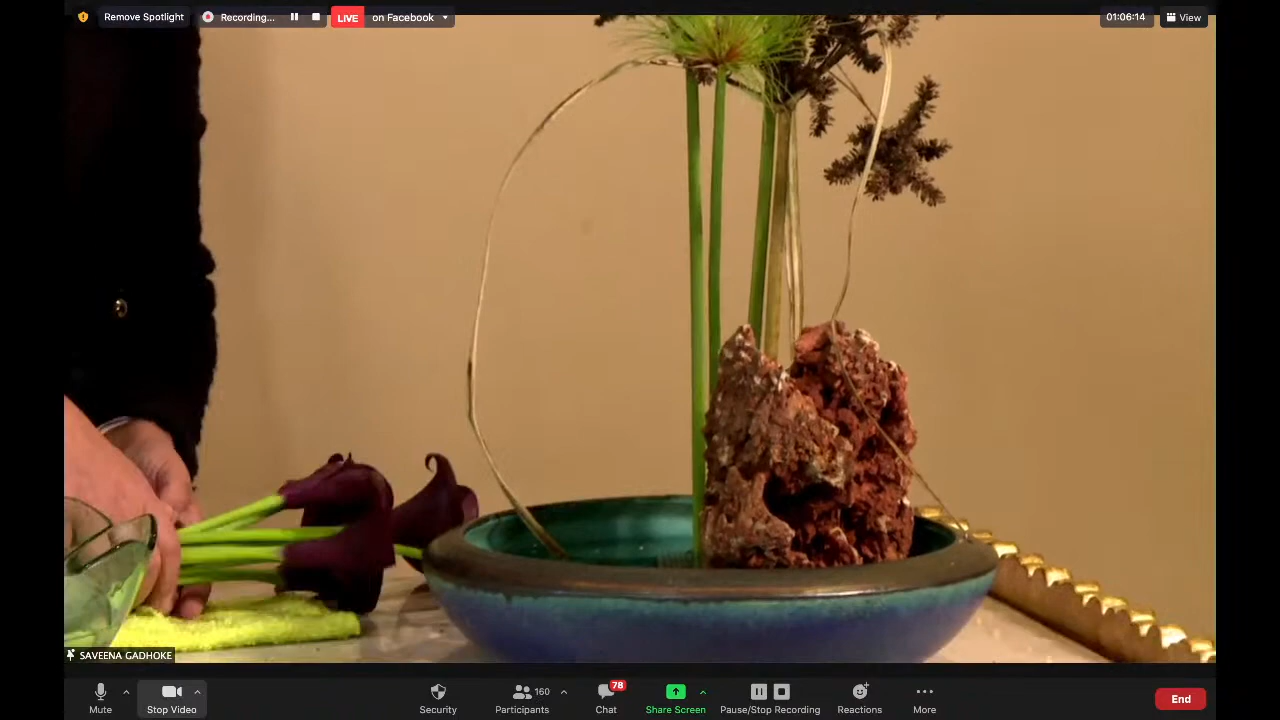 Remove Spotlight
Recording...
LIVE
on Facebook
01:06:14
View
SAVEENA GADHOKE
Mute
Stop Video
Security
160
Participants
78
Chat
Share Screen
Pause/Stop Recording
Reactions
More
End